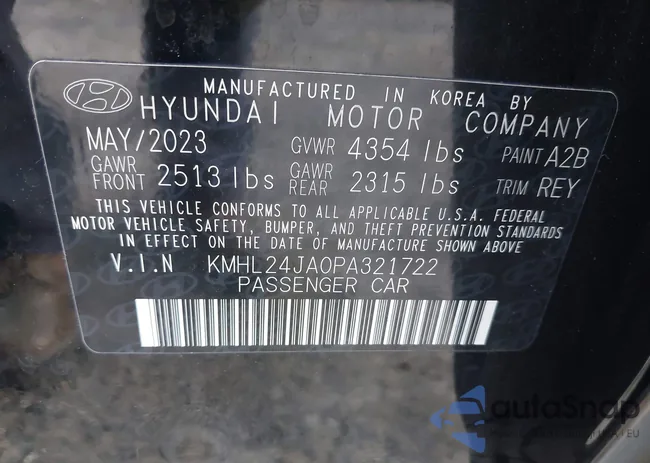 MANUFACTURED IN KOREA BY
HYUNDAI MOTOR COMPANY
MAY/2023 GVWR 4354 lbs PAINT A2B
GAWR FRONT 2513 lbs GAWR REAR 2315 lbs TRIM REY
THIS VEHICLE CONFORMS TO ALL APPLICABLE U.S.A. FEDERAL
MOTOR VEHICLE SAFETY, BUMPER, AND THEFT PREVENTION STANDARDS
IN EFFECT ON THE DATE OF MANUFACTURE SHOWN ABOVE
V.I.N KMHL24JA0PA321722
PASSENGER CAR
autoSnap